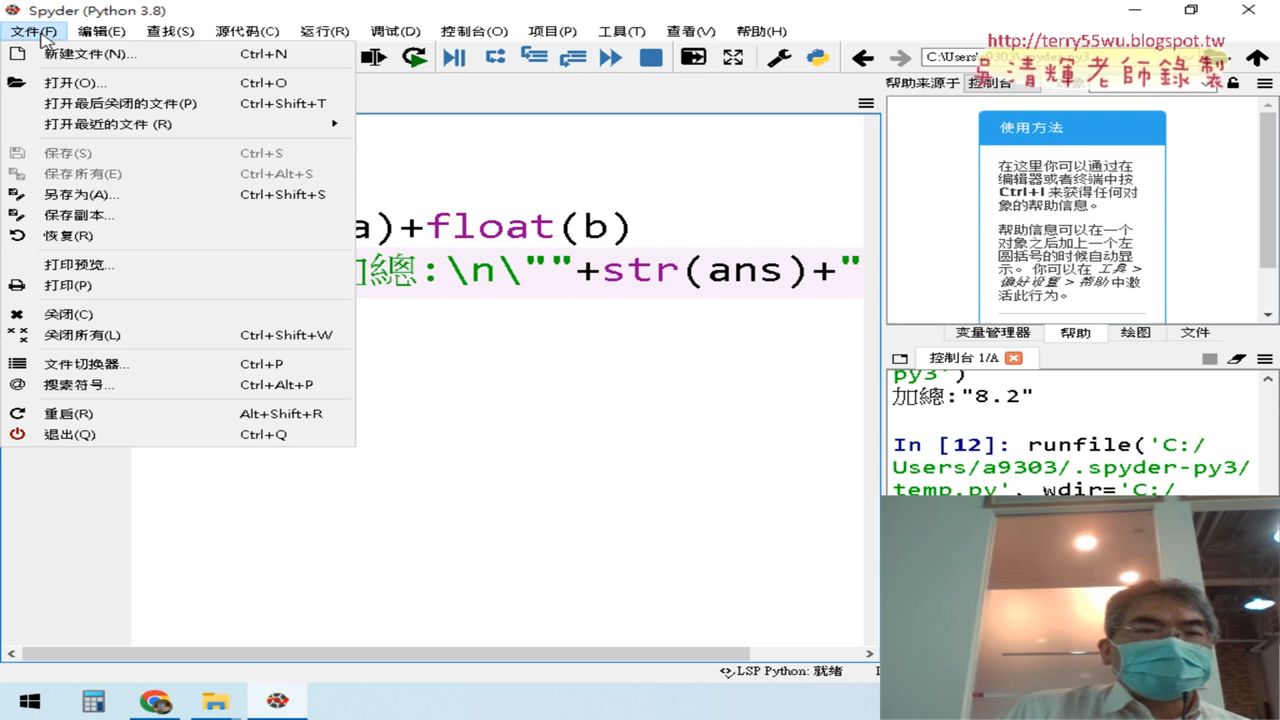 Spyder (Python 3.8)
文件(F) 编辑(E) 查找(S) 源代码(C) 运行(R) 调试(D) 控制台(O) 项目(P) 工具(T) 查看(V) 帮助(H)
http://terry55wu.blogspot.tw
吳清輝老師錄製
C:\Users\a9303\.spyder-py3
新建文件(N)... Ctrl+N
打开(O)... Ctrl+O
打开最后关闭的文件(P) Ctrl+Shift+T
打开最近的文件 (R)
保存(S) Ctrl+S
保存所有(E) Ctrl+Alt+S
另存为(A)... Ctrl+Shift+S
保存副本...
恢复(R)
打印预览...
打印(P)
关闭(C)
关闭所有(L) Ctrl+Shift+W
文件切换器... Ctrl+P
搜索符号... Ctrl+Alt+P
重启(R) Alt+Shift+R
退出(Q) Ctrl+Q
a)+float(b)
加總:\n\""+str(ans)+"
帮助来源于 控制台 对象
使用方法
在这里你可以通过在
编辑器或者终端中按
Ctrl+I 来获得任何对
象的帮助信息。
帮助信息可以在一个
对象之后加上一个左
圆括号的时候自动显
示。 你可以在 工具 >
偏好设置 > 帮助 中激
活此行为。
变量管理器 帮助 绘图 文件
控制台 1/A
py3')
加總:"8.2"
In [12]: runfile('C:/
Users/a9303/.spyder-py3/
temp.py', wdir='C:/
LSP Python: 就绪